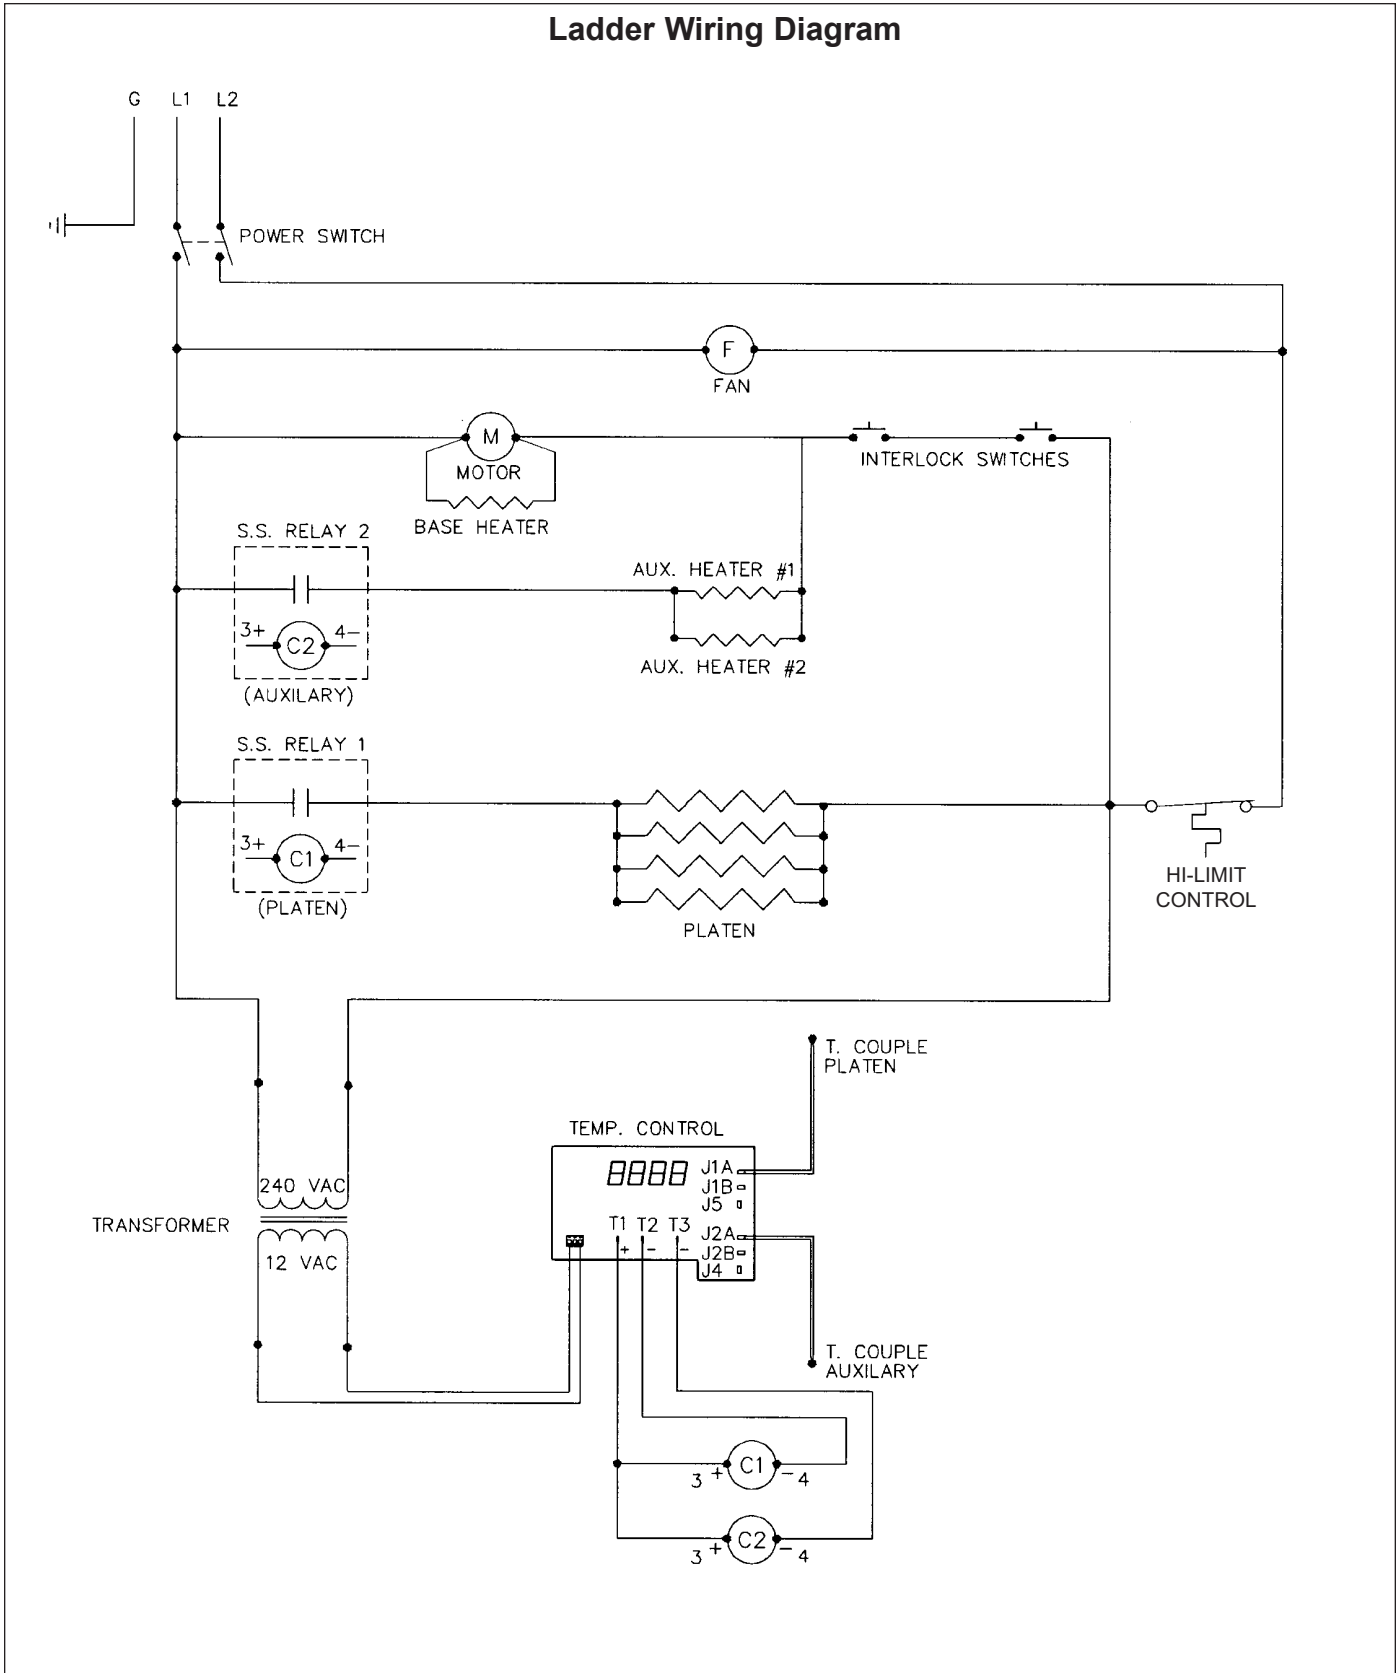 Ladder Wiring Diagram
G L1 L2
POWER SWITCH
F
FAN
M
MOTOR
INTERLOCK SWITCHES
BASE HEATER
S.S. RELAY 2
AUX. HEATER #1
3+ C2 4-
AUX. HEATER #2
(AUXILARY)
S.S. RELAY 1
3+ C1 4-
(PLATEN)
PLATEN
HI-LIMIT
CONTROL
T. COUPLE
PLATEN
TEMP. CONTROL
8888
J1A
J1B
J5
T1 T2 T3
+ - -
J2A
J2B
J4
240 VAC
TRANSFORMER
12 VAC
T. COUPLE
AUXILARY
3 + C1 - 4
3 + C2 - 4